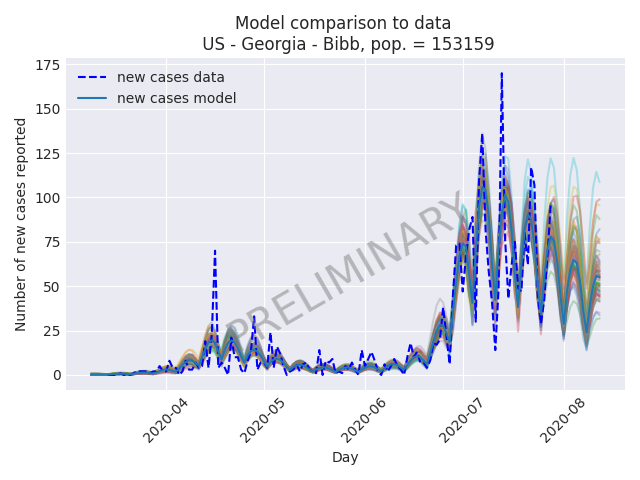 Model comparison to data
US - Georgia - Bibb, pop. = 153159
175
150
125
100
75
50
25
0
Number of new cases reported
new cases data
new cases model
PRELIMINARY
2020-04
2020-05
2020-06
2020-07
2020-08
Day